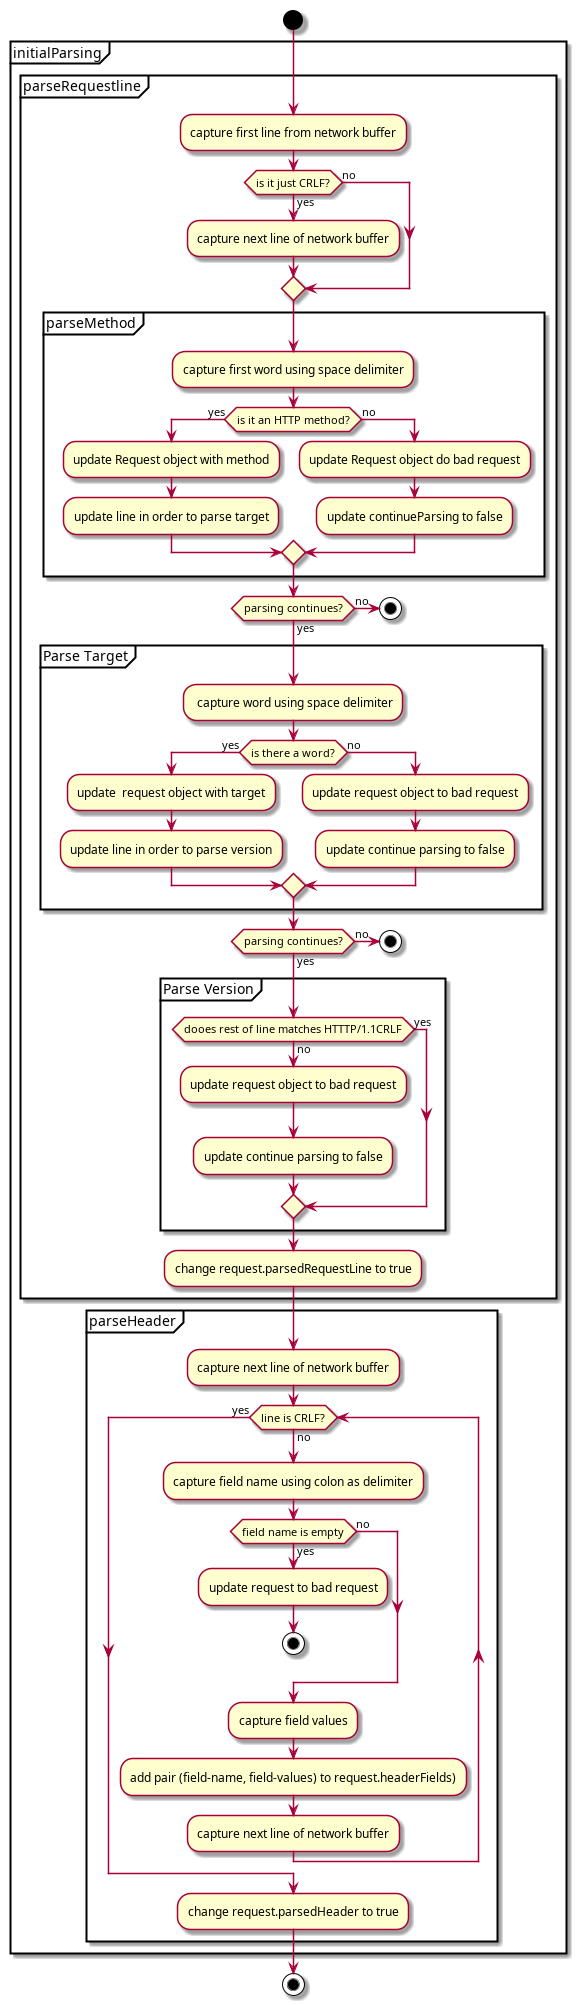 initialParsing
parseRequestline
capture first line from network buffer
is it just CRLF?
no
yes
capture next line of network buffer
parseMethod
capture first word using space delimiter
yes
is it an HTTP method?
no
update Request object with method
update Request object do bad request
update line in order to parse target
update continueParsing to false
parsing continues?
no
yes
Parse Target
capture word using space delimiter
yes
is there a word?
no
update  request object with target
update request object to bad request
update line in order to parse version
update continue parsing to false
parsing continues?
no
yes
Parse Version
dooes rest of line matches HTTTP/1.1CRLF
yes
no
update request object to bad request
update continue parsing to false
change request.parsedRequestLine to true
parseHeader
capture next line of network buffer
yes
line is CRLF?
no
capture field name using colon as delimiter
field name is empty
no
yes
update request to bad request
capture field values
add pair (field-name, field-values) to request.headerFields)
capture next line of network buffer
change request.parsedHeader to true